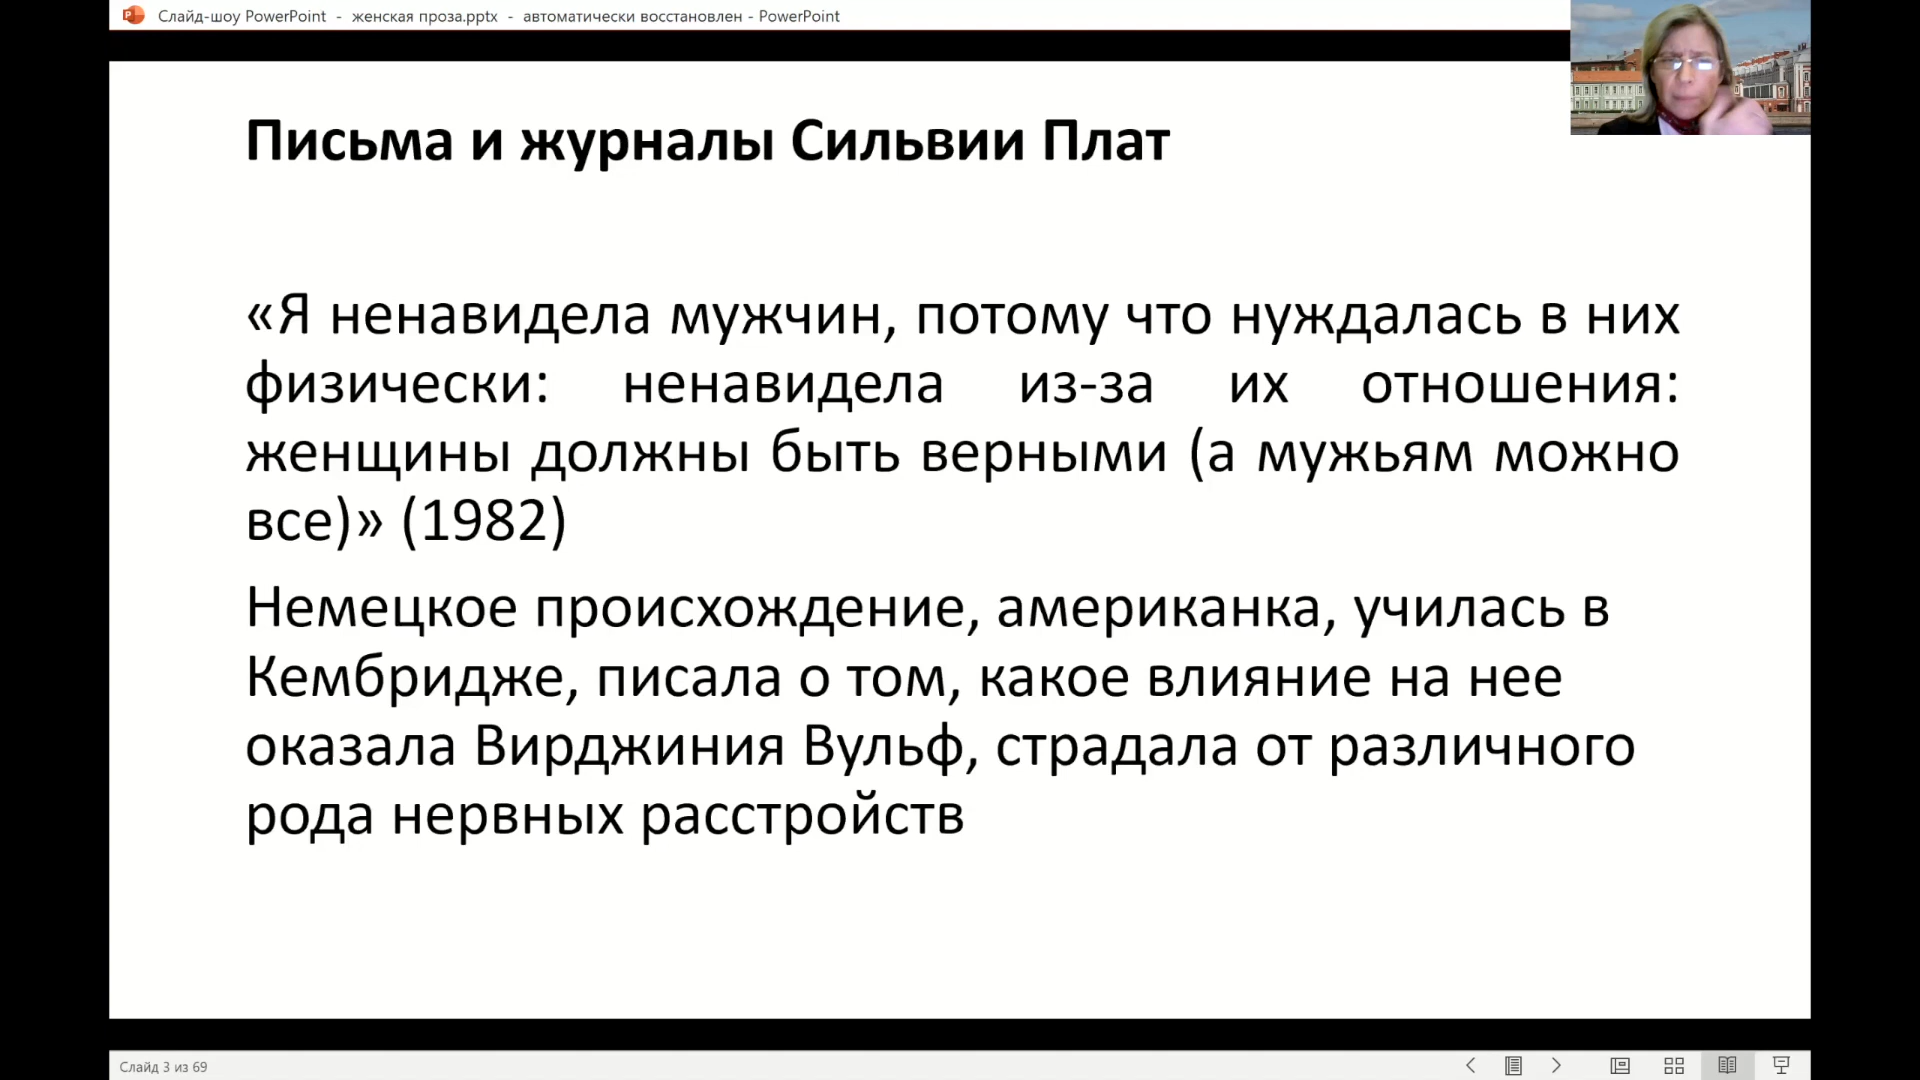 Слайд-шоу PowerPoint - женская проза.pptx - автоматически восстановлен - PowerPoint
Письма и журналы Сильвии Плат
«Я ненавидела мужчин, потому что нуждалась в них
физически: ненавидела из-за их отношения:
женщины должны быть верными (а мужьям можно
все)» (1982)
Немецкое происхождение, американка, училась в
Кембридже, писала о том, какое влияние на нее
оказала Вирджиния Вульф, страдала от различного
рода нервных расстройств
Слайд 3 из 69